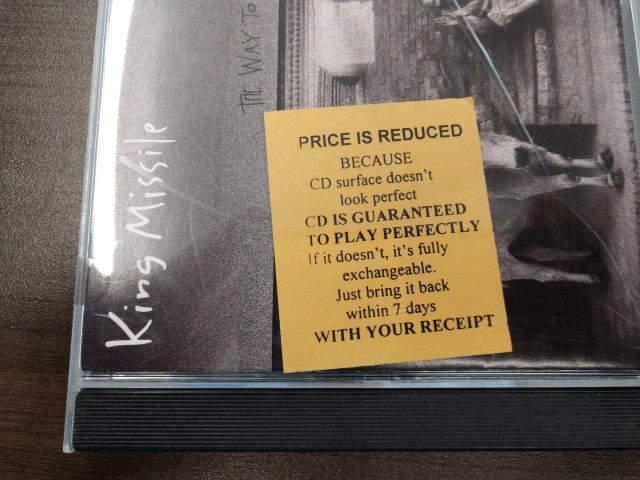 King Missile
THE WAY TO
PRICE IS REDUCED
BECAUSE
CD surface doesn't
look perfect
CD IS GUARANTEED
TO PLAY PERFECTLY
If it doesn't, it's fully
exchangeable.
Just bring it back
within 7 days
WITH YOUR RECEIPT